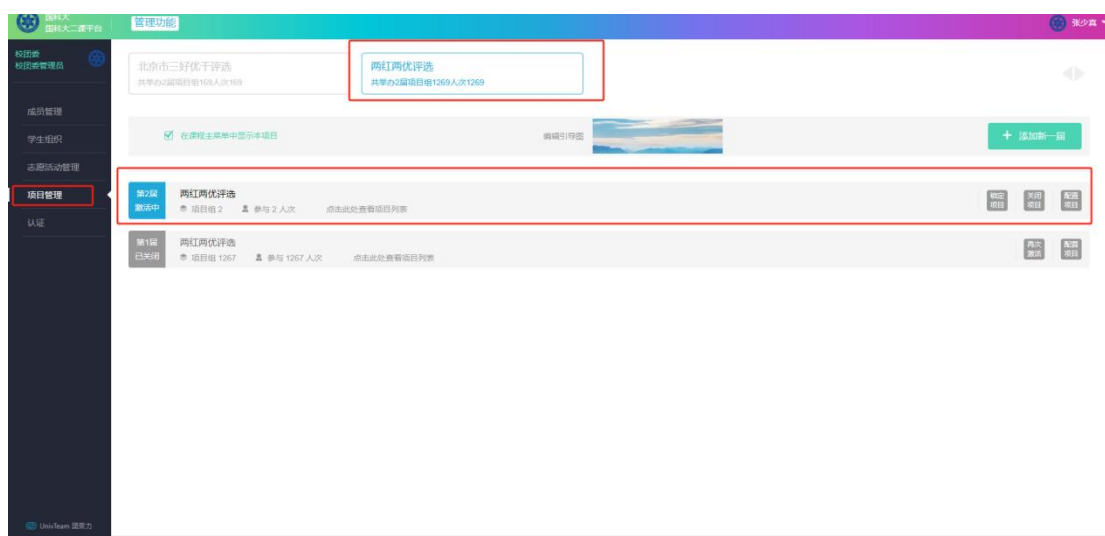 国科大
国科大二课平台
管理功能
张少真
校团委
校团委管理员
成员管理
学生组织
志愿活动管理
项目管理
认证
北京市三好优干评选
共举办2届项目组169人次169
两红两优评选
共举办2届项目组1269人次1269
在课程主菜单中显示本项目
编辑引导图
+ 添加新一届
第2届
激活中
两红两优评选
项目组 2 参与 2 人次 点击此处查看项目列表
锁定项目
关闭项目
配置项目
第1届
已关闭
两红两优评选
项目组 1267 参与 1267 人次 点击此处查看项目列表
再次激活
配置项目
UnivTeam 团聚力